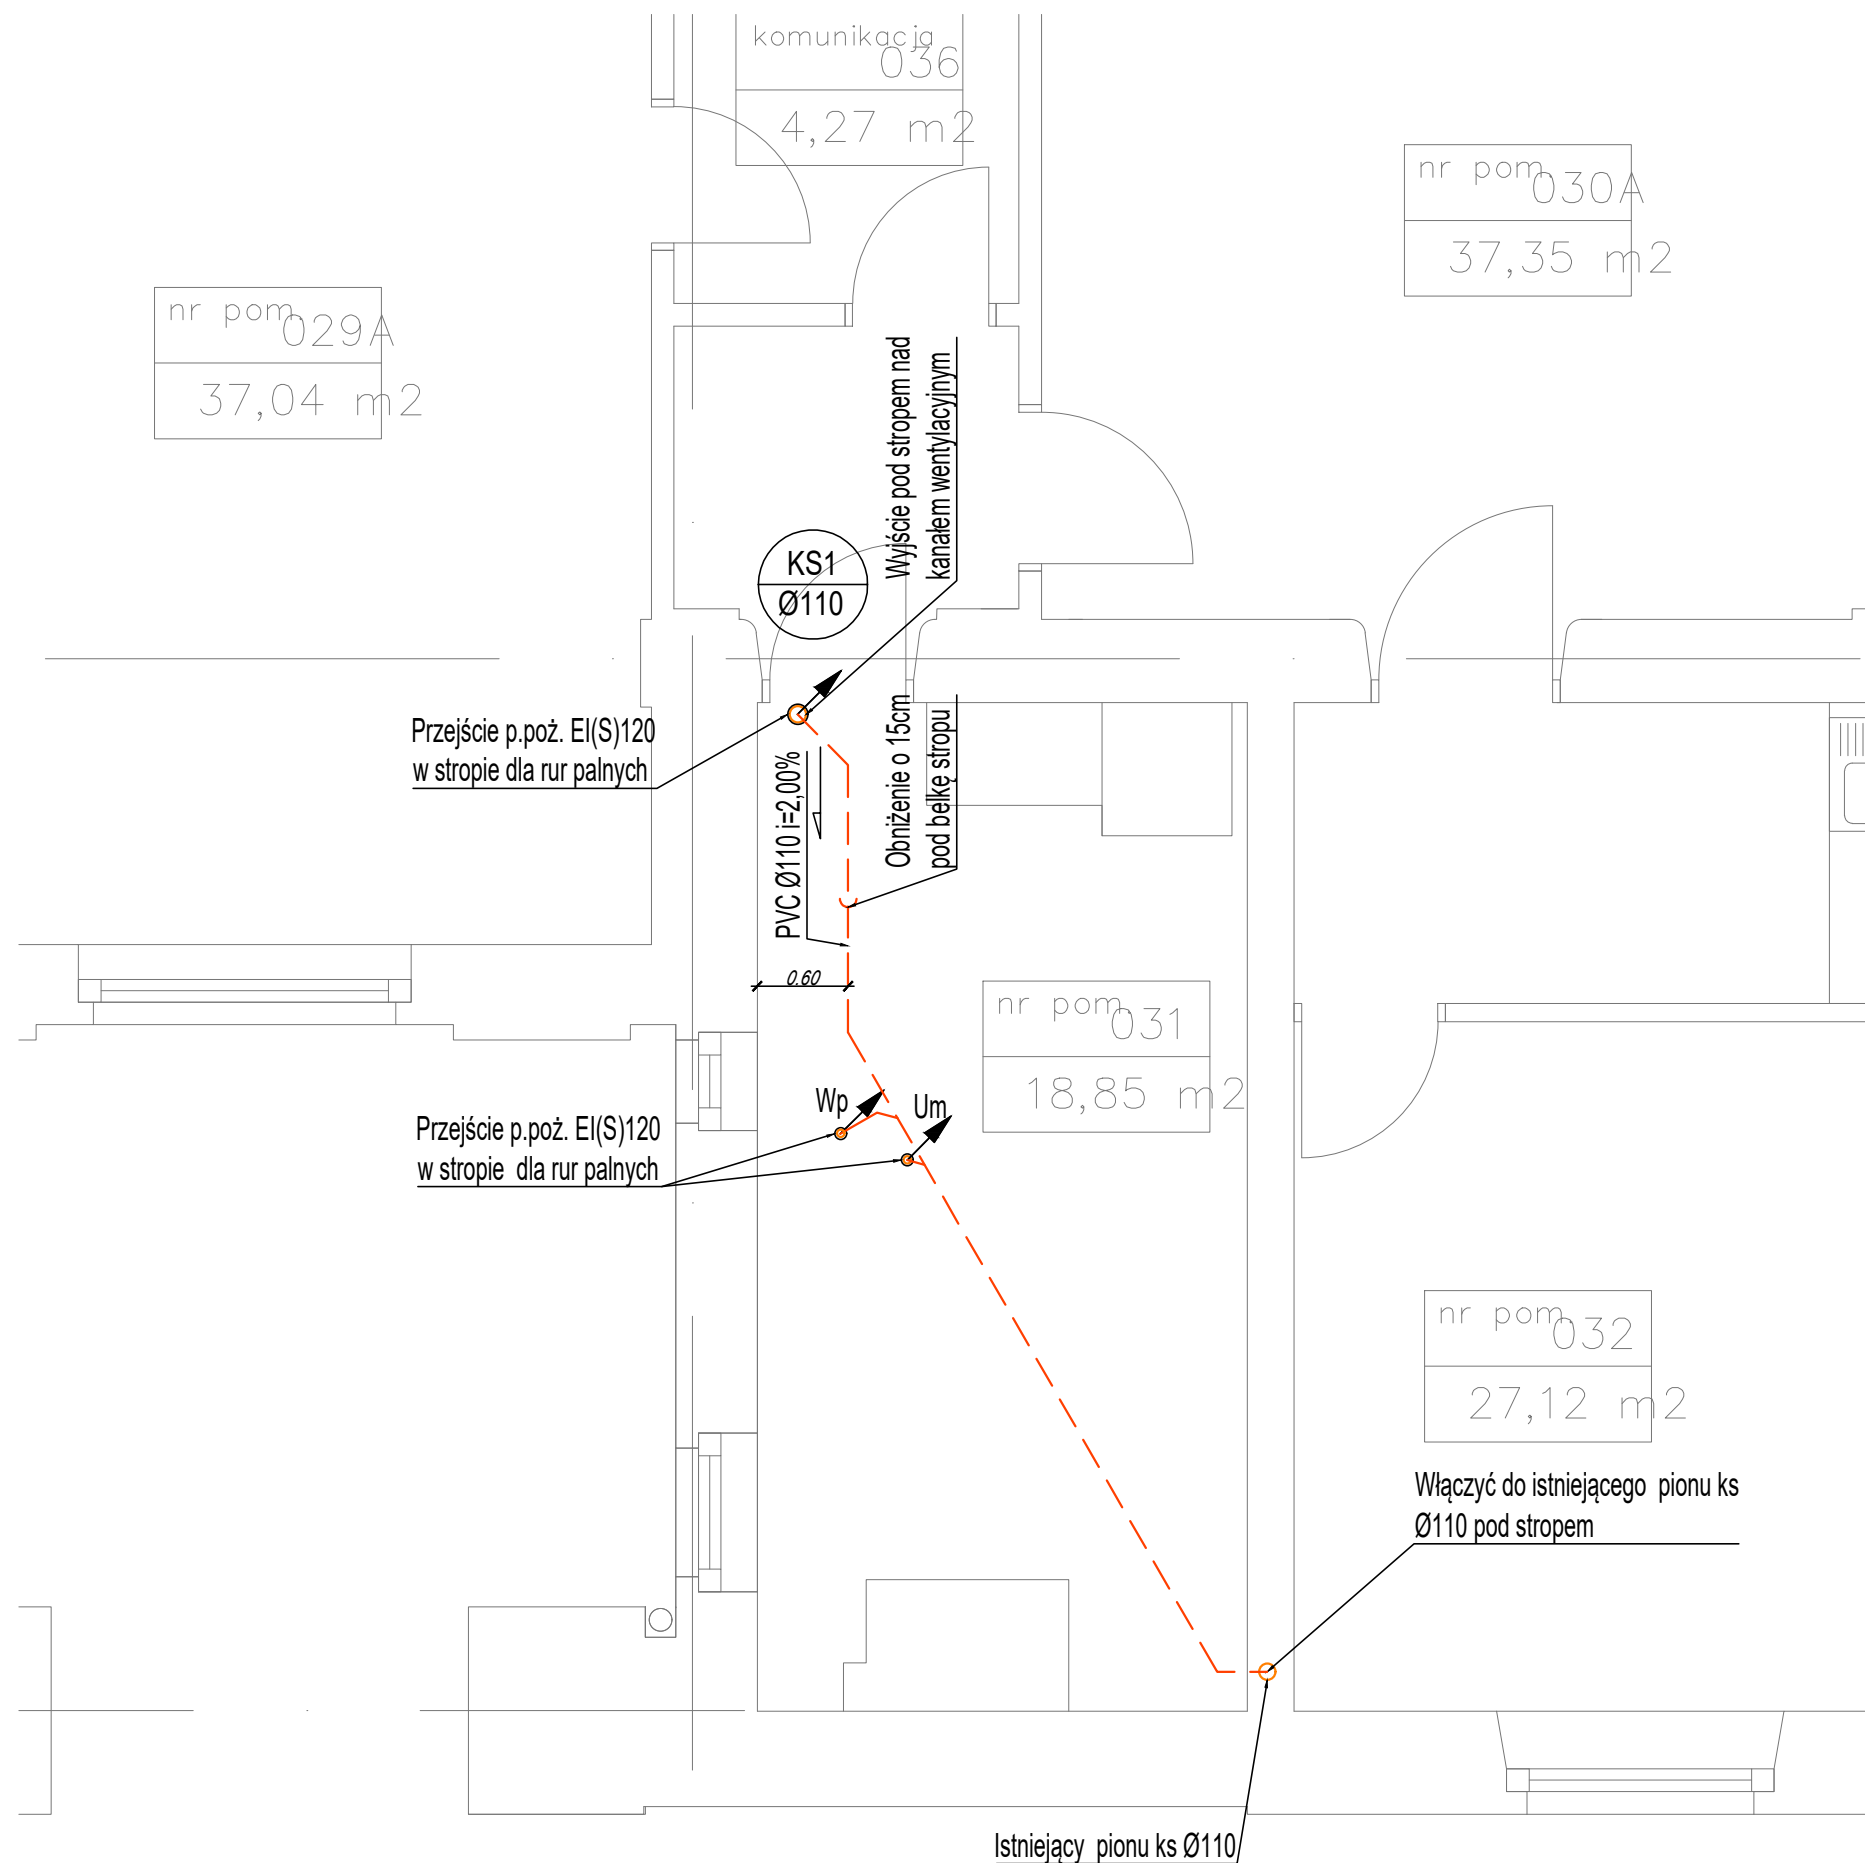 komunikacja
036
4,27 m2
nr pom.
030A
37,35 m2
nr pom.
029A
37,04 m2
Wyjście pod stropem nad
kanałem wentylacyjnym
KS1
Ø110
Przejście p.poż. EI(S)120
w stropie dla rur palnych
PVC Ø110 i=2,00%
Obniżenie o 15cm
pod belkę stropu
0.60
nr pom.
031
18,85 m2
Wp
Um
Przejście p.poż. EI(S)120
w stropie dla rur palnych
nr pom.
032
27,12 m2
Włączyć do istniejącego pionu ks
Ø110 pod stropem
Istniejący pionu ks Ø110